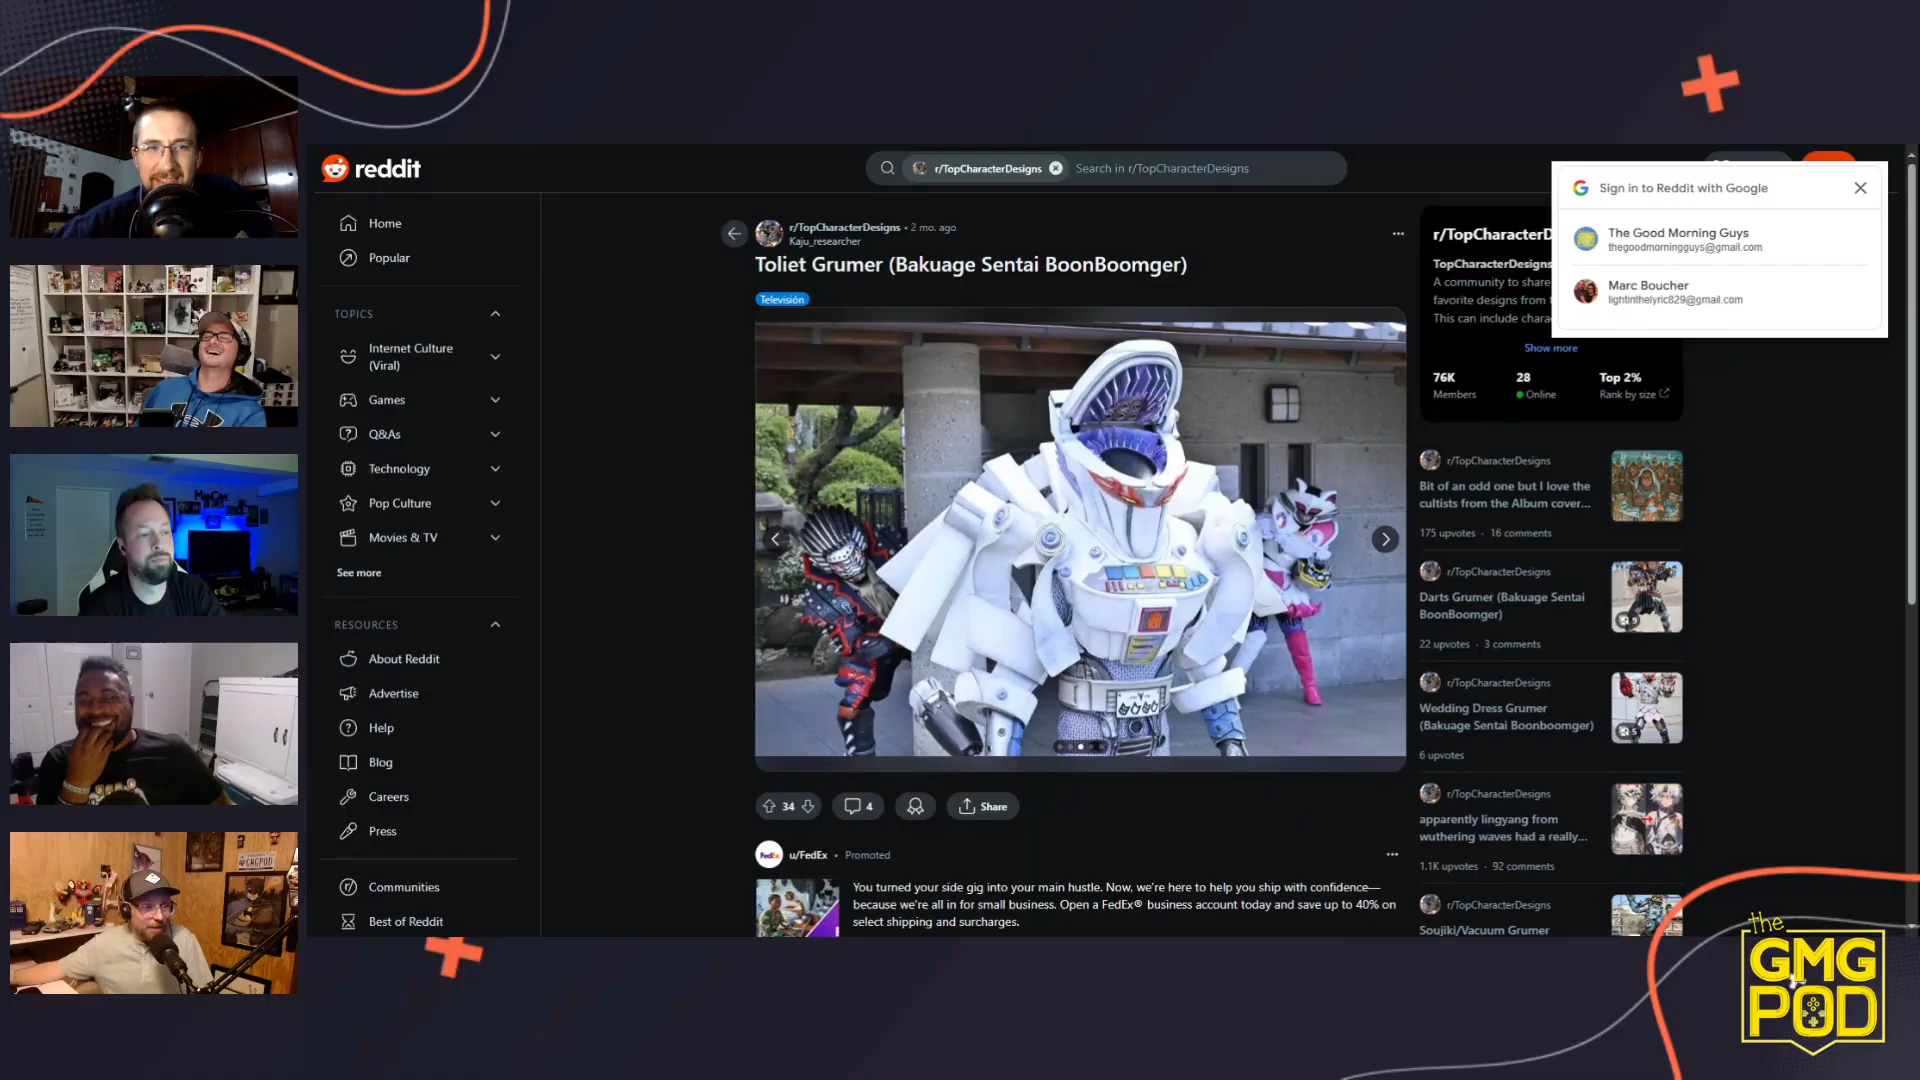 reddit
r/TopCharacterDesigns
Search in r/TopCharacterDesigns
Sign in to Reddit with Google
The Good Morning Guys
thegoodmorningguys@gmail.com
Marc Boucher
lightinthelyric829@gmail.com
Home
Popular
TOPICS
Internet Culture
(Viral)
Games
Q&As
Technology
Pop Culture
Movies & TV
See more
RESOURCES
About Reddit
Advertise
Help
Blog
Careers
Press
Communities
Best of Reddit
r/TopCharacterDesigns • 2 mo. ago
Kaju_researcher
Toliet Grumer (Bakuage Sentai BoonBoomger)
Televisión
34
4
Share
FedEx
u/FedEx • Promoted
You turned your side gig into your main hustle. Now, we're here to help you ship with confidence—
because we're all in for small business. Open a FedEx® business account today and save up to 40% on
select shipping and surcharges.
r/TopCharacterD
TopCharacterDesigns
A community to share
favorite designs from
This can include chara
Show more
76K
Members
28
Online
Top 2%
Rank by size
r/TopCharacterDesigns
Bit of an odd one but I love the
cultists from the Album cover...
175 upvotes · 16 comments
r/TopCharacterDesigns
Darts Grumer (Bakuage Sentai
BoonBoomger)
9
22 upvotes · 3 comments
r/TopCharacterDesigns
Wedding Dress Grumer
(Bakuage Sentai Boonboomger)
5
6 upvotes
r/TopCharacterDesigns
apparently lingyang from
wuthering waves had a really...
1.1K upvotes · 92 comments
r/TopCharacterDesigns
Soujiki/Vacuum Grumer
the
GMG
POD
GMGPOD